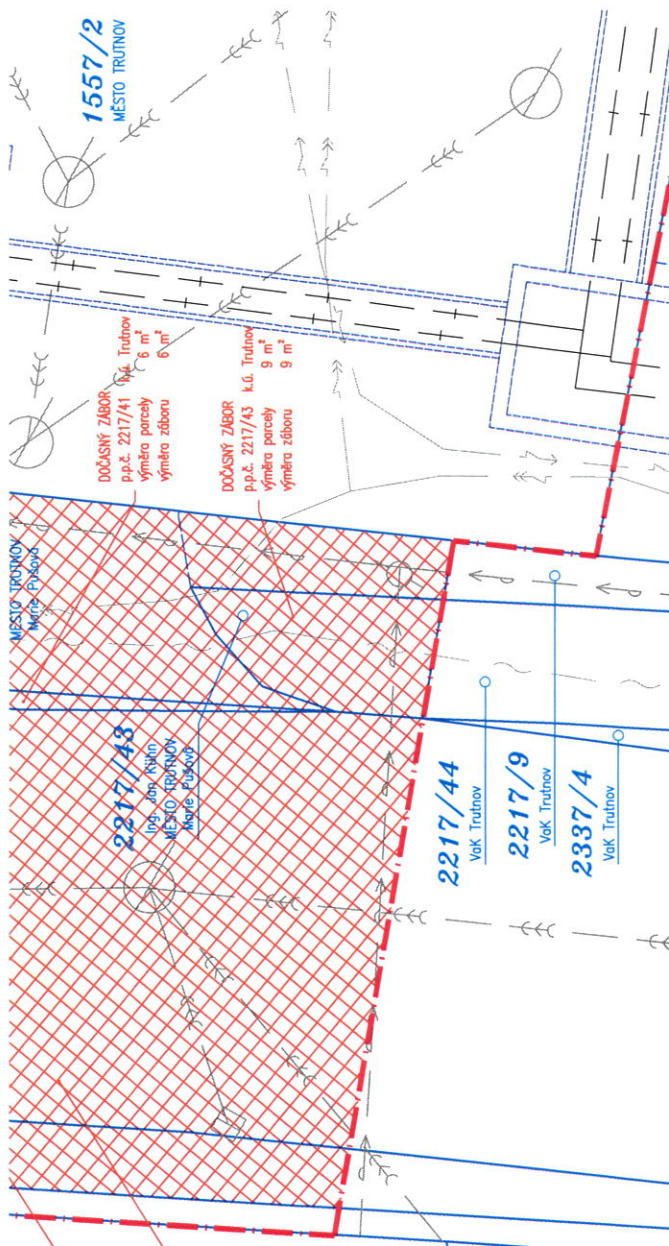 1557/2
MĚSTO TRUTNOV
DOČASNÝ ZÁBOR
p.p.č. 2217/41 k.ú. Trutnov
výměra parcely 6 m²
výměra záboru 6 m²
DOČASNÝ ZÁBOR
p.p.č. 2217/43 k.ú. Trutnov
výměra parcely 9 m²
výměra záboru 9 m²
MĚSTO TRUTNOV
Marie Pušová
2217/43
Ing. Jan Kühn
MĚSTO TRUTNOV
Marie Pušová
2217/44
VaK Trutnov
2217/9
VaK Trutnov
2337/4
VaK Trutnov